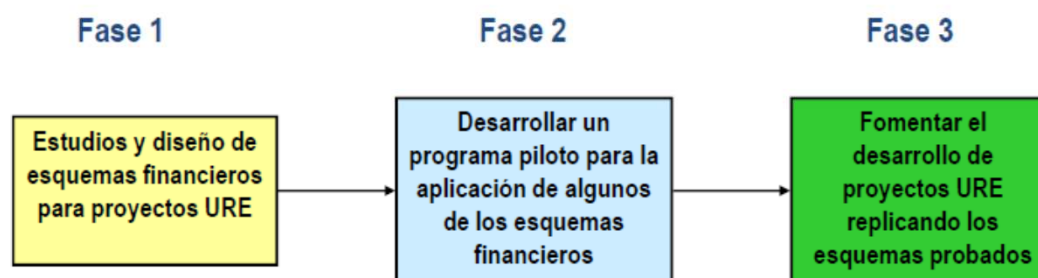 Fase 1
Fase 2
Fase 3
Estudios y diseño de
esquemas financieros
para proyectos URE
Desarrollar un
programa piloto para la
aplicación de algunos
de los esquemas
financieros
Fomentar el
desarrollo de
proyectos URE
replicando los
esquemas probados